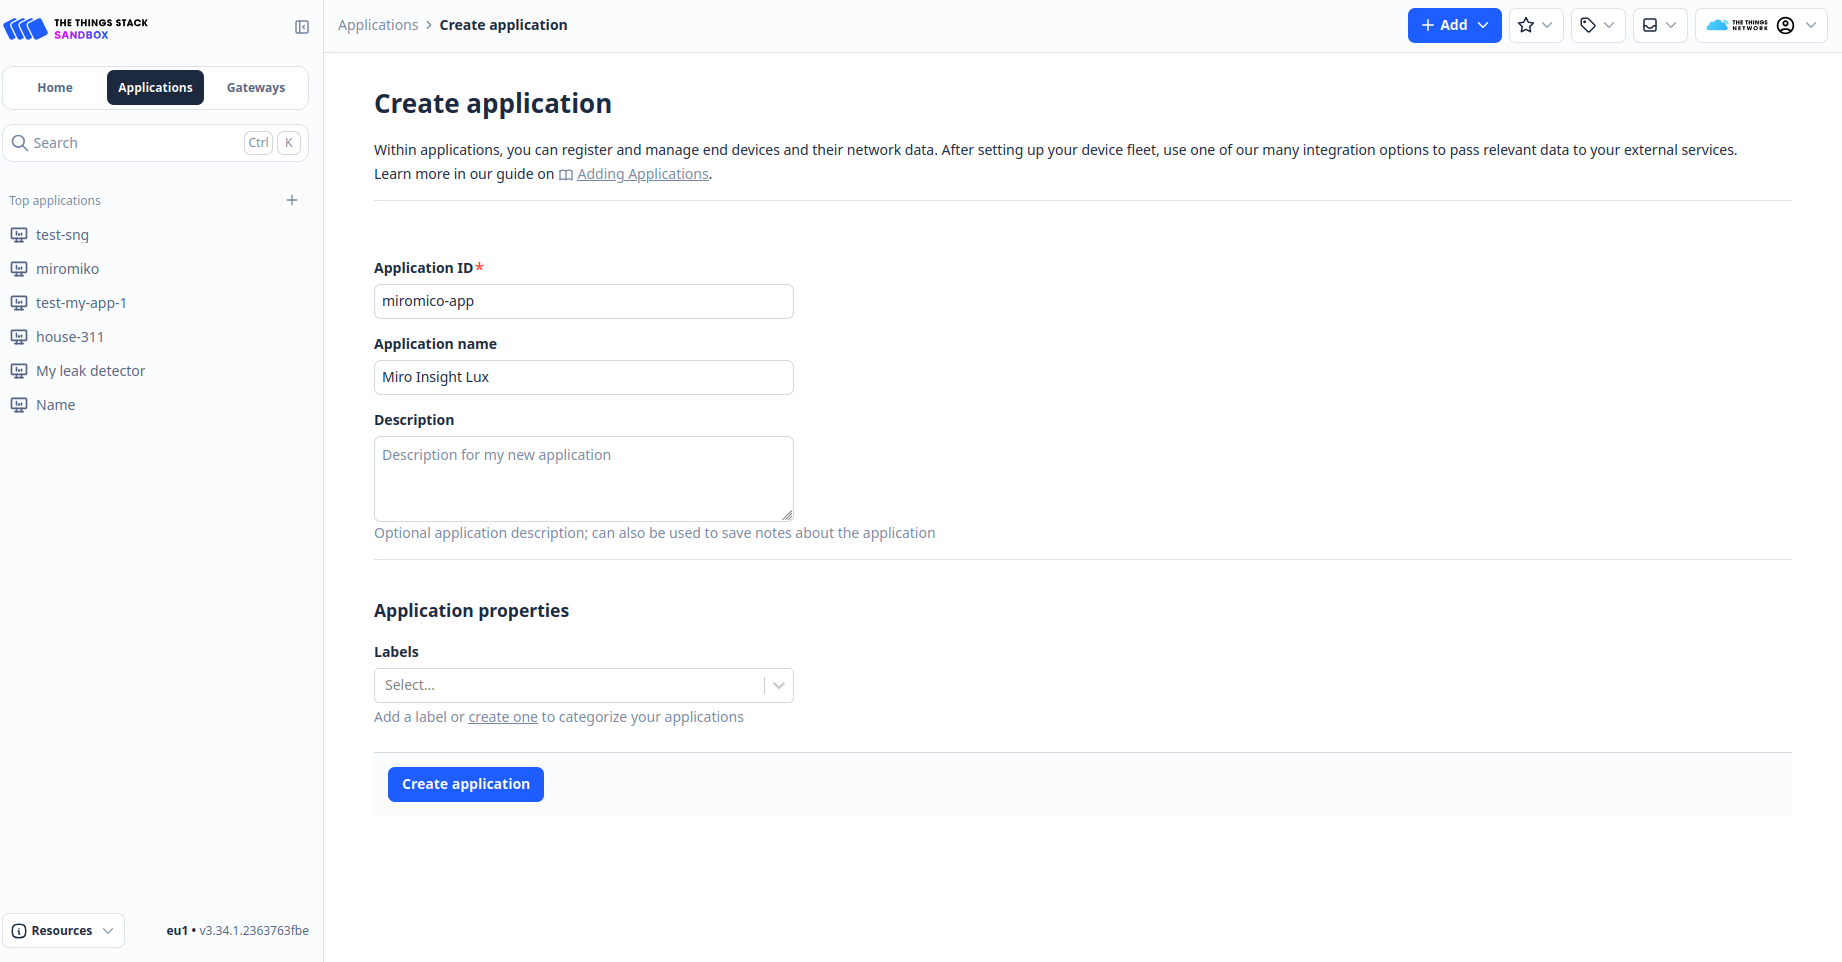 THE THINGS STACK
SANDBOX
Applications > Create application
Add
THE THINGS
NETWORK
Home
Applications
Gateways
Search
Ctrl
K
Top applications
test-sng
miromiko
test-my-app-1
house-311
My leak detector
Name
Create application
Within applications, you can register and manage end devices and their network data. After setting up your device fleet, use one of our many integration options to pass relevant data to your external services.
Learn more in our guide on Adding Applications.
Application ID*
miromico-app
Application name
Miro Insight Lux
Description
Description for my new application
Optional application description; can also be used to save notes about the application
Application properties
Labels
Select...
Add a label or create one to categorize your applications
Create application
Resources
eu1 • v3.34.1.2363763fbe